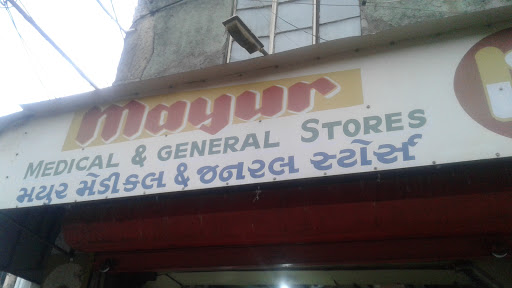 Mayur
MEDICAL & GENERAL STORES
મયુર મેડીકલ & જનરલ સ્ટોર્સ